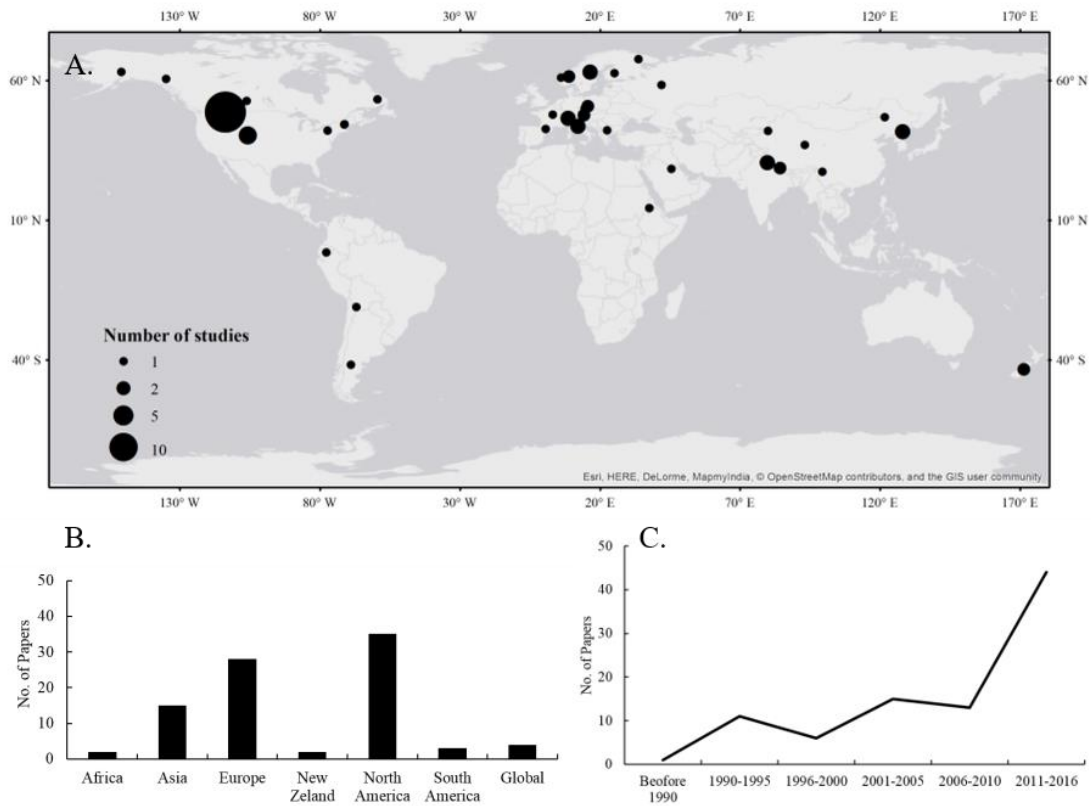 130° W 80° W 30° W 20° E 70° E 120° E 170° E
A.
60° N 60° N
10° N 10° N
40° S 40° S
Number of studies
1
2
5
10
Esri, HERE, DeLorme, MapmyIndia, © OpenStreetMap contributors, and the GIS user community
130° W 80° W 30° W 20° E 70° E 120° E 170° E
B.
50
40
30
20
10
0
No. of Papers
Africa Asia Europe New Zeland North America South America Global
C.
50
40
30
20
10
0
No. of Papers
Beofore 1990 1990-1995 1996-2000 2001-2005 2006-2010 2011-2016